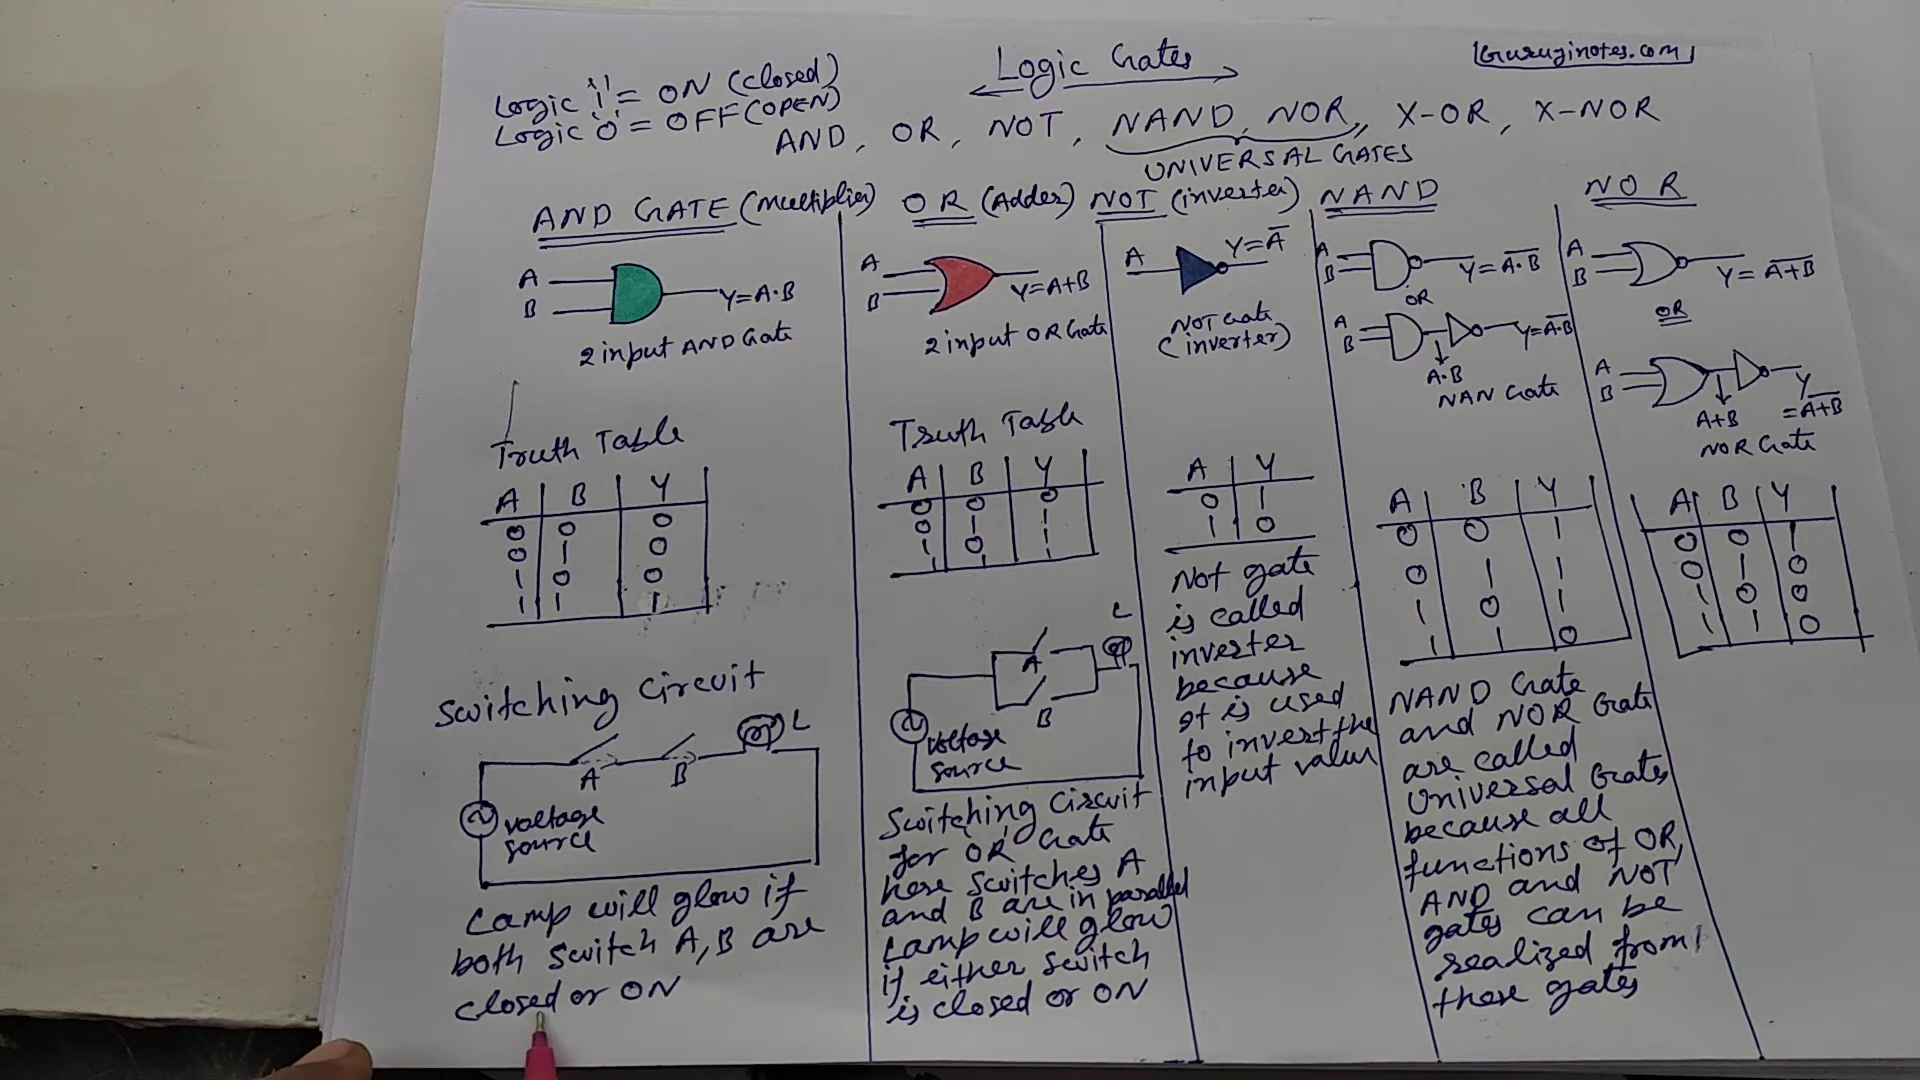 Logic Gates
Gurujinotes.com
Logic '1' = ON (closed)
Logic '0' = OFF (OPEN)
AND, OR, NOT, NAND, NOR, X-OR, X-NOR
UNIVERSAL GATES
AND GATE (multiplier)
A
B
Y=A·B
2 input AND Gate
Truth Table
A B Y
0 0 0
0 1 0
1 0 0
1 1 1
Switching Circuit
A B L
voltage
source
Lamp will glow if
both switch A, B are
closed or ON
OR (Adder)
A
B
Y=A+B
2 input OR Gate
Truth Table
A B Y
0 0 0
0 1 1
1 0 1
1 1
L
A
B
voltage
source
Switching Circuit
for 'OR' Gate
here switches A
and B are in parallel
Lamp will glow
if either switch
is closed or ON
NOT (inverter)
A
Y=A̅
NOT Gate
(inverter)
A Y
0 1
1 0
Not gate
is called
inverter
because
It is used
to invert the
input value
NAND
A
B
Y=A̅·̅B̅
OR
A
B
Y=A̅·̅B̅
A·B
NAN Gate
A B Y
0 0 1
0 1 1
1 0 1
1 1 0
NAND Gate
and NOR Gate
are called
Universal Gates
because all
functions of OR,
AND and NOT
gates can be
realized from
these gates
NOR
A
B
Y=A̅+̅B̅
OR
A
B
Y
=A̅+̅B̅
A+B
NOR Gate
A B Y
0 0 1
0 1 0
1 0 0
1 1 0